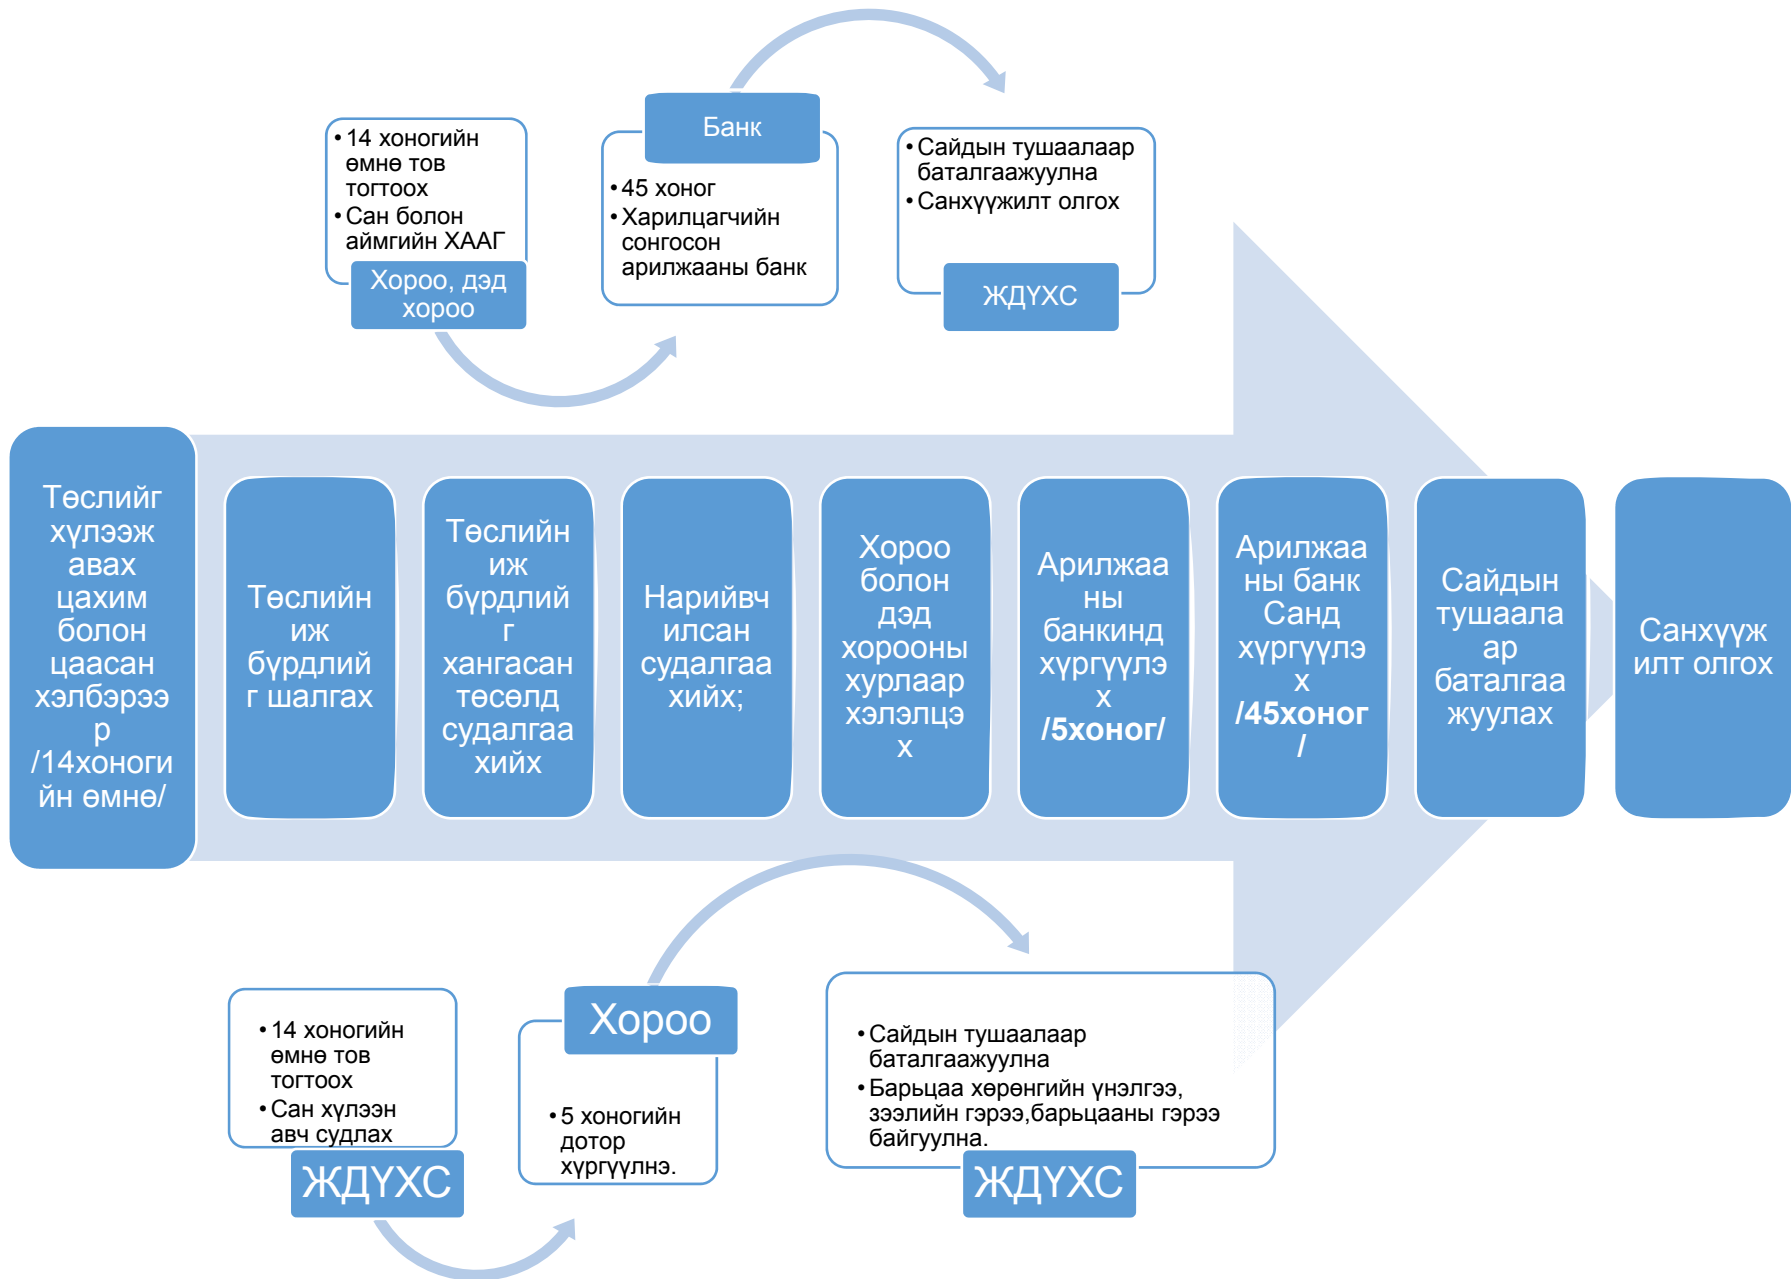 • 14 хоногийн
өмнө тов
тогтоох
• Сан болон
аймгийн ХААГ
Хороо, дэд
хороо
Банк
• 45 хоног
• Харилцагчийн
сонгосон
арилжааны банк
• Сайдын тушаалаар
баталгаажуулна
• Санхүүжилт олгох
ЖДҮХС
Төслийг
хүлээж
авах
цахим
болон
цаасан
хэлбэрээ
р
/14хоноги
йн өмнө/
Төслийн
иж
бүрдлий
г шалгах
Төслийн
иж
бүрдлий
г
хангасан
төсөлд
судалгаа
хийх
Нарийвч
илсан
судалгаа
хийх;
Хороо
болон
дэд
хорооны
хурлаар
хэлэлцэ
х
Арилжаа
ны
банкинд
хүргүүлэ
х
/5хоног/
Арилжаа
ны банк
Санд
хүргүүлэ
х
/45хоног
/
Сайдын
тушаала
ар
баталгаа
жуулах
Санхүүж
илт олгох
• 14 хоногийн
өмнө тов
тогтоох
• Сан хүлээн
авч судлах
ЖДҮХС
Хороо
• 5 хоногийн
дотор
хүргүүлнэ.
• Сайдын тушаалаар
баталгаажуулна
• Барьцаа хөрөнгийн үнэлгээ,
зээлийн гэрээ,барьцааны гэрээ
байгуулна.
ЖДҮХС